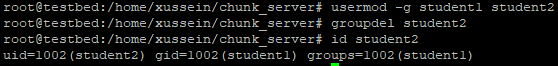 root@testbed:/home/xussein/chunk_server# usermod -g student1 student2
root@testbed:/home/xussein/chunk_server# groupdel student2
root@testbed:/home/xussein/chunk_server# id student2
uid=1002(student2) gid=1002(student1) groups=1002(student1)